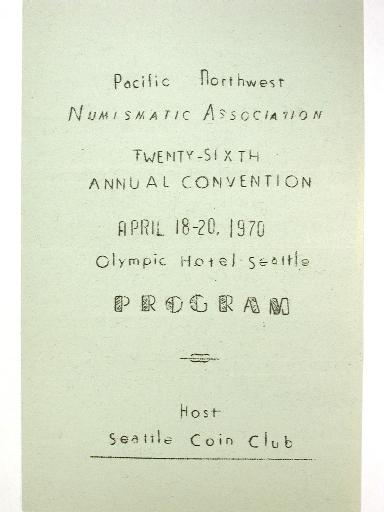 Pacific Northwest
NUMISMATIC ASSOCIATION
TWENTY-SIXTH
ANNUAL CONVENTION
APRIL 18-20, 1970
Olympic Hotel-Seattle
PROGRAM
Host
Seattle Coin Club